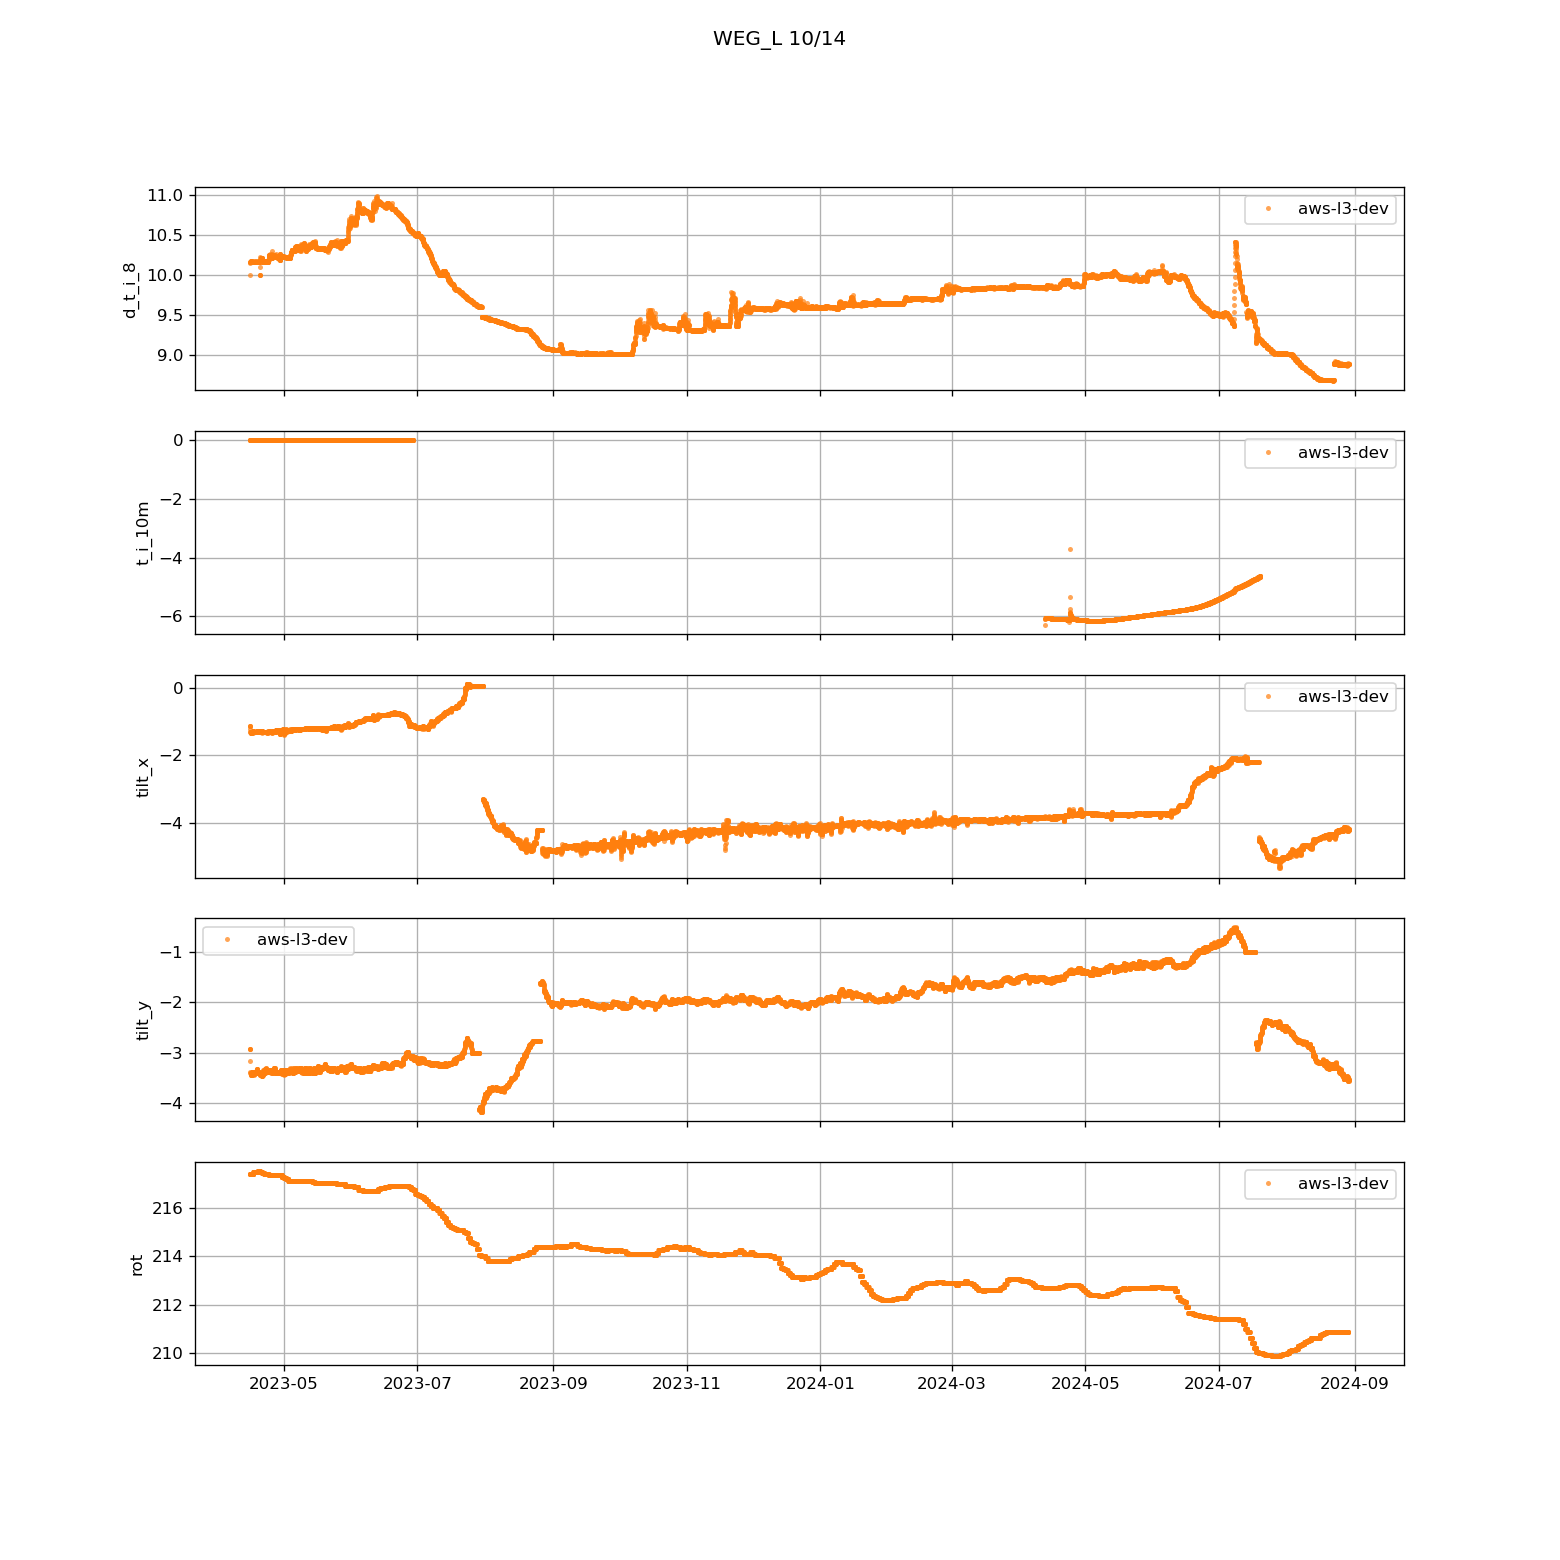 WEG_L 10/14
11.0
10.5
10.0
9.5
9.0
d_t_i_8
aws-l3-dev
0
−2
−4
−6
t_i_10m
aws-l3-dev
0
−2
−4
tilt_x
aws-l3-dev
−1
−2
−3
−4
tilt_y
aws-l3-dev
216
214
212
210
rot
aws-l3-dev
2023-05 2023-07 2023-09 2023-11 2024-01 2024-03 2024-05 2024-07 2024-09